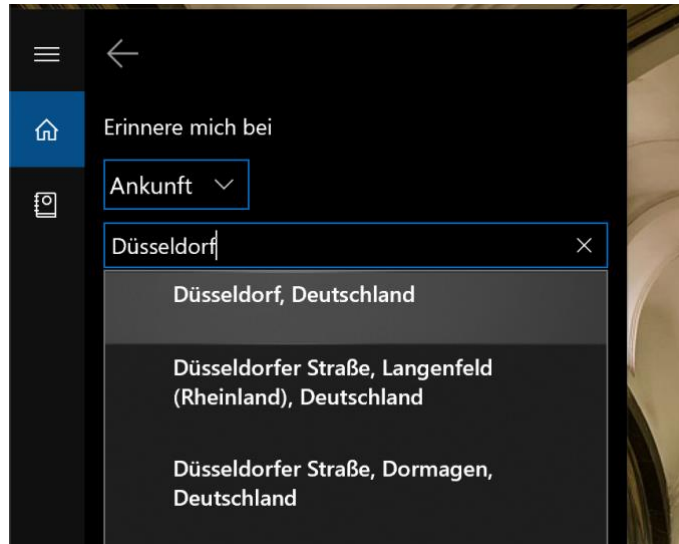 Erinnere mich bei
Ankunft
Düsseldorf
Düsseldorf, Deutschland
Düsseldorfer Straße, Langenfeld
(Rheinland), Deutschland
Düsseldorfer Straße, Dormagen,
Deutschland